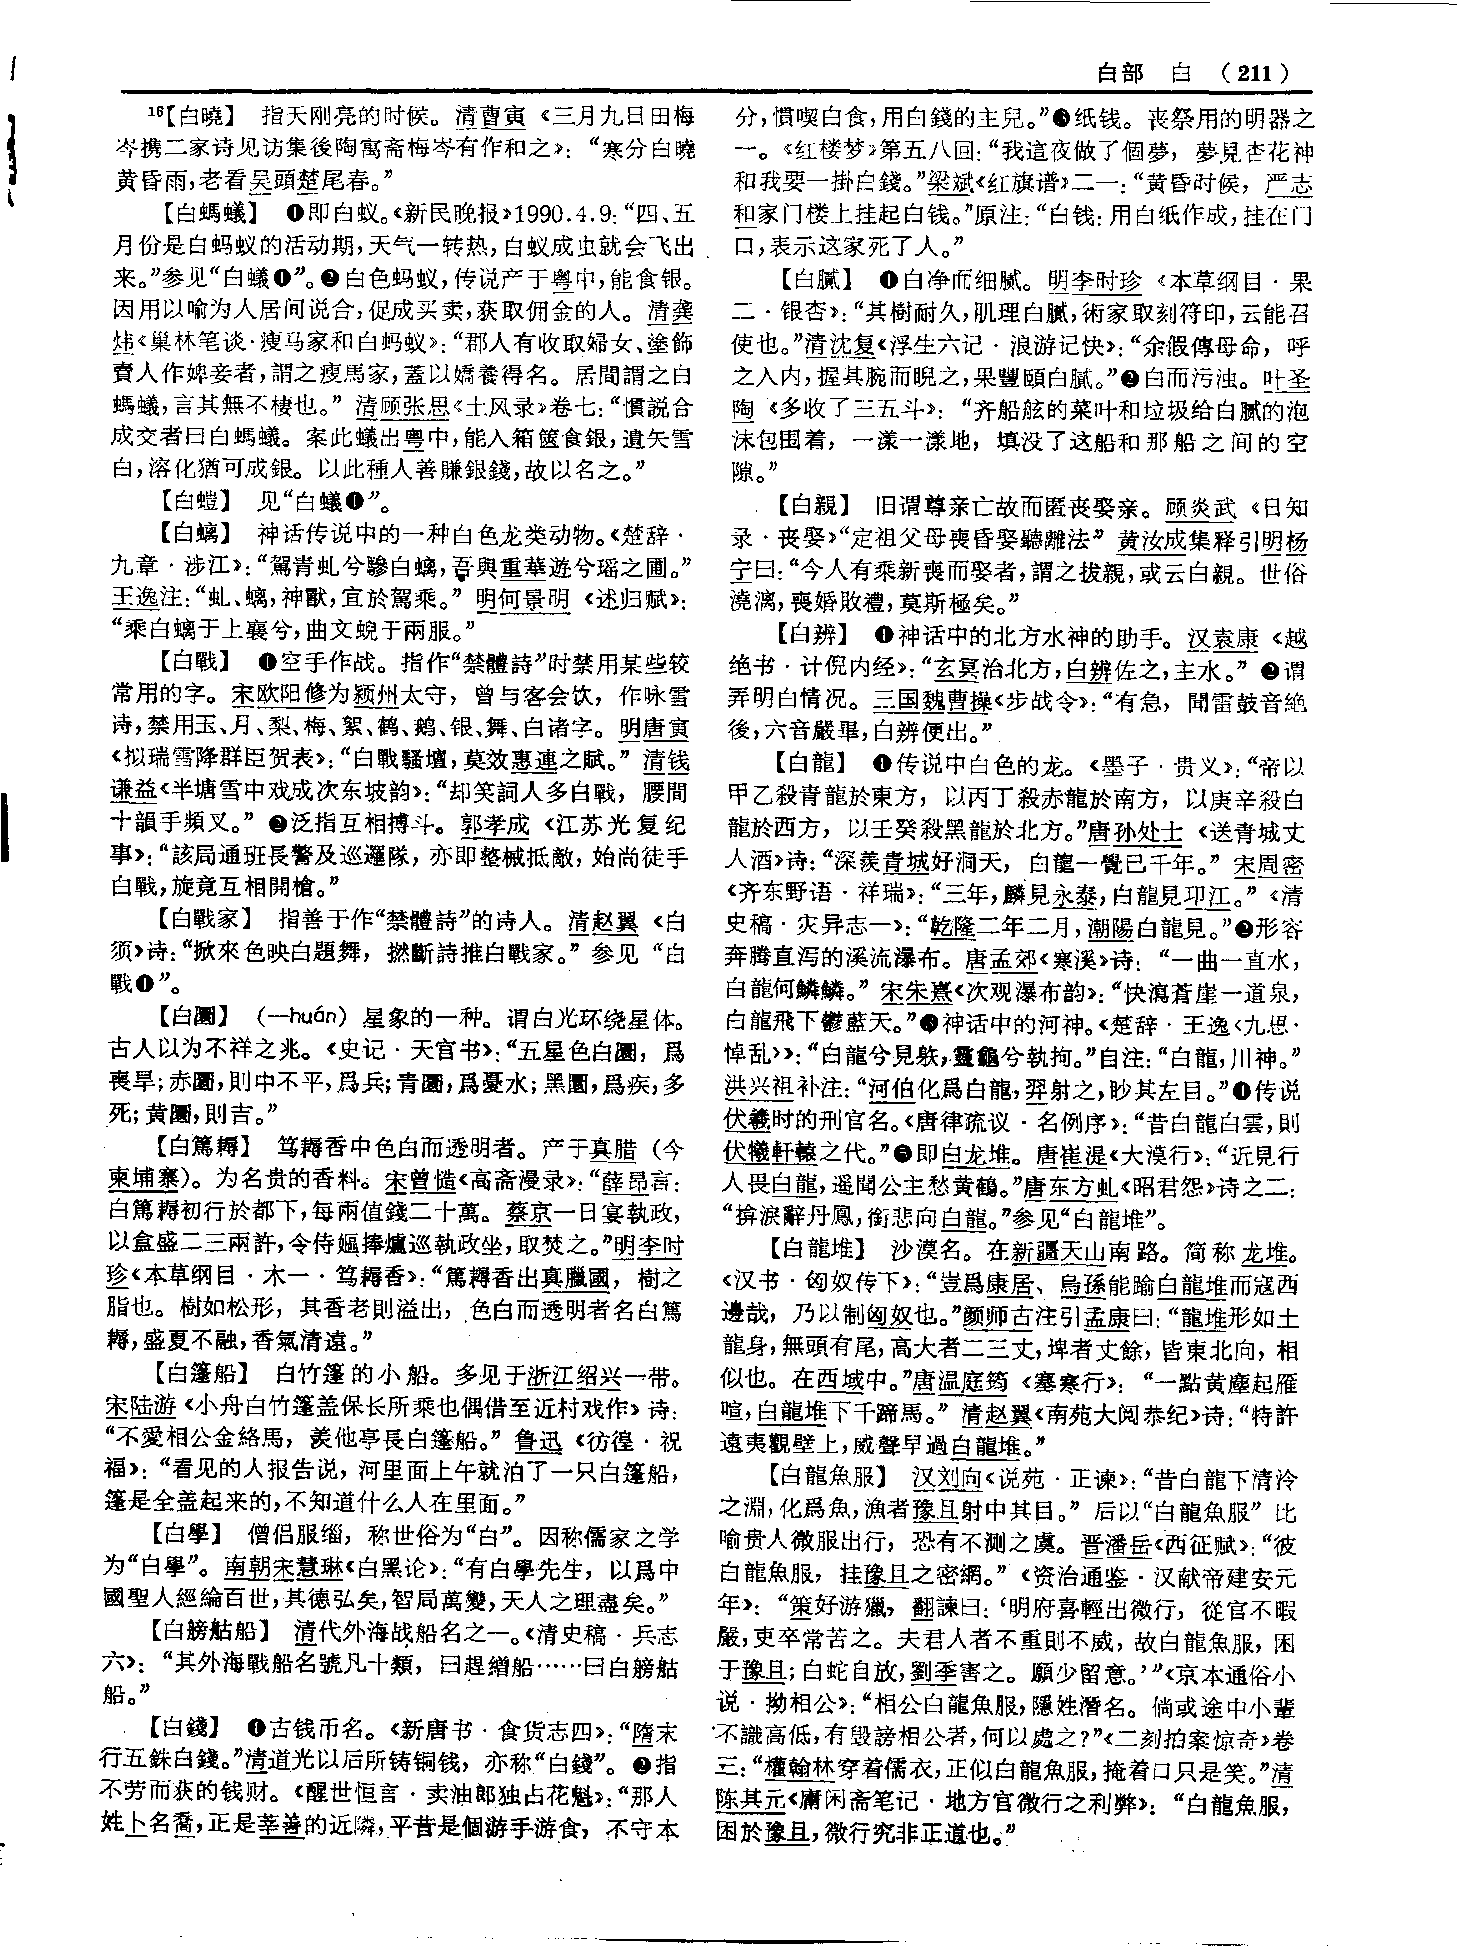 白部　白　（211）
16【白曉】　指天刚亮的时候。清曹寅《三月九日田梅
岑携二家诗见访集後陶寓斋梅岑有作和之》：“寒分白曉
黄昏雨，老看吴頭楚尾春。”
【白螞蟻】　❶即白蚁。《新民晚报》1990.4.9：“四、五
月份是白蚂蚁的活动期，天气一转热，白蚁成虫就会飞出
来。”参见“白蟻❶”。❷白色蚂蚁，传说产于粤中，能食银。
因用以喻为人居间说合，促成买卖，获取佣金的人。清龚
炜《巢林笔谈·瘦马家和白蚂蚁》：“郡人有收取婦女、塗飾
賣人作婢妾者，謂之瘦馬家，蓋以嬌養得名。居間謂之白
螞蟻，言其無不棲也。”清顾张思《土风录》卷七：“慣説合
成交者曰白螞蟻。案此蟻出粤中，能入箱篋食銀，遺矢雪
白，溶化猶可成銀。以此種人善賺銀錢，故以名之。”
【白螘】　见“白蟻❶”。
【白螭】　神话传说中的一种白色龙类动物。《楚辞·
九章·涉江》：“駕青虬兮驂白螭，吾與重華遊兮瑶之圃。”
王逸注：“虬、螭，神獸，宜於駕乘。”明何景明《述归赋》：
“乘白螭于上襄兮，曲文蜺于兩服。”
【白戰】　❶空手作战。指作“禁體詩”时禁用某些较
常用的字。宋欧阳修为颍州太守，曾与客会饮，作咏雪
诗，禁用玉、月、梨、梅、絮、鹤、鹅、银、舞、白诸字。明唐寅
《拟瑞雪降群臣贺表》：“白戰騷壇，莫效惠連之賦。”清钱
谦益《半塘雪中戏成次东坡韵》：“却笑詞人多白戰，腰間
十韻手頻叉。”❷泛指互相搏斗。郭孝成《江苏光复纪
事》：“該局通班長警及巡邏隊，亦即整械抵敵，始尚徒手
白戰，旋竟互相開槍。”
【白戰家】　指善于作“禁體詩”的诗人。清赵翼《白
须》诗：“掀來色映白題舞，撚斷詩推白戰家。”参见“白
戰❶”。
【白圜】　（—huán）星象的一种。谓白光环绕星体。
古人以为不祥之兆。《史记·天官书》：“五星色白圜，爲
喪旱；赤圜，則中不平，爲兵；青圜，爲憂水；黑圜，爲疾，多
死；黄圜，則吉。”
【白篤耨】　笃耨香中色白而透明者。产于真腊（今
柬埔寨）。为名贵的香料。宋曾慥《高斋漫录》：“薛昂言：
白篤耨初行於都下，每兩值錢二十萬。蔡京一日宴執政，
以盒盛二三兩許，令侍嫗捧爐巡執政坐，取焚之。”明李时
珍《本草纲目·木一·笃耨香》：“篤耨香出真臘國，樹之
脂也。樹如松形，其香老則溢出，色白而透明者名白篤
耨，盛夏不融，香氣清遠。”
【白篷船】　白竹篷的小船。多见于浙江绍兴一带。
宋陆游《小舟白竹篷盖保长所乘也偶借至近村戏作》诗：
“不愛相公金絡馬，羨他亭長白篷船。”鲁迅《彷徨·祝
福》：“看见的人报告说，河里面上午就泊了一只白篷船，
篷是全盖起来的，不知道什么人在里面。”
【白學】　僧侣服缁，称世俗为“白”。因称儒家之学
为“白學”。南朝宋慧琳《白黑论》：“有白學先生，以爲中
國聖人經綸百世，其德弘矣，智局萬變，天人之理盡矣。”
【白艕𦨻船】　清代外海战船名之一。《清史稿·兵志
六》：“其外海戰船名號凡十類，曰趕繒船……曰白艕𦨻
船。”
【白錢】　❶古钱币名。《新唐书·食货志四》：“隋末
行五銖白錢。”清道光以后所铸铜钱，亦称“白錢”。❷指
不劳而获的钱财。《醒世恒言·卖油郎独占花魁》：“那人
姓卜名喬，正是莘善的近隣，平昔是個游手游食，不守本
分，慣喫白食，用白錢的主兒。”❸纸钱。丧祭用的明器之
一。《红楼梦》第五八回：“我這夜做了個夢，夢見杏花神
和我要一掛白錢。”梁斌《红旗谱》二一：“黄昏时候，严志
和家门楼上挂起白钱。”原注：“白钱：用白纸作成，挂在门
口，表示这家死了人。”
【白膩】　❶白净而细腻。明李时珍《本草纲目·果
二·银杏》：“其樹耐久，肌理白膩，術家取刻符印，云能召
使也。”清沈复《浮生六记·浪游记快》：“余假傳母命，呼
之入内，握其腕而睨之，果豐頤白膩。”❷白而污浊。叶圣
陶《多收了三五斗》：“齐船舷的菜叶和垃圾给白腻的泡
沫包围着，一漾一漾地，填没了这船和那船之间的空
隙。”
【白親】　旧谓尊亲亡故而匿丧娶亲。顾炎武《日知
录·丧娶》“定祖父母喪昏娶聽離法”黄汝成集释引明杨
宁曰：“今人有乘新喪而娶者，謂之拔親，或云白親。世俗
澆漓，喪婚敗禮，莫斯極矣。”
【白辨】　❶神话中的北方水神的助手。汉袁康《越
绝书·计倪内经》：“玄冥治北方，白辨佐之，主水。”❷谓
弄明白情况。三国魏曹操《步战令》：“有急，聞雷鼓音絶
後，六音嚴畢，白辨便出。”
【白龍】　❶传说中白色的龙。《墨子·贵义》：“帝以
甲乙殺青龍於東方，以丙丁殺赤龍於南方，以庚辛殺白
龍於西方，以壬癸殺黑龍於北方。”唐孙处士《送青城丈
人酒》诗：“深羨青城好洞天，白龍一覺已千年。”宋周密
《齐东野语·祥瑞》：“三年，麟見永泰，白龍見邛江。”《清
史稿·灾异志一》：“乾隆二年二月，潮陽白龍見。”❷形容
奔腾直泻的溪流瀑布。唐孟郊《寒溪》诗：“一曲一直水，
白龍何鱗鱗。”宋朱熹《次观瀑布韵》：“快瀉蒼崖一道泉，
白龍飛下鬱藍天。”❸神话中的河神。《楚辞·王逸〈九思·
悼乱〉》：“白龍兮見䠶，靈龜兮執拘。”自注：“白龍，川神。”
洪兴祖补注：“河伯化爲白龍，羿射之，眇其左目。”❹传说
伏羲时的刑官名。《唐律疏议·名例序》：“昔白龍白雲，則
伏犧軒轅之代。”❺即白龙堆。唐崔湜《大漠行》：“近見行
人畏白龍，遥聞公主愁黄鶴。”唐东方虬《昭君怨》诗之二：
“揜淚辭丹鳳，銜悲向白龍。”参见“白龍堆”。
【白龍堆】　沙漠名。在新疆天山南路。简称龙堆。
《汉书·匈奴传下》：“豈爲康居、烏孫能踰白龍堆而寇西
邊哉，乃以制匈奴也。”颜师古注引孟康曰：“龍堆形如土
龍身，無頭有尾，高大者二三丈，埤者丈餘，皆東北向，相
似也。在西域中。”唐温庭筠《塞寒行》：“一點黄塵起雁
喧，白龍堆下千蹄馬。”清赵翼《南苑大阅恭纪》诗：“特許
遠夷觀壁上，威聲早過白龍堆。”
【白龍魚服】　汉刘向《说苑·正谏》：“昔白龍下清泠
之淵，化爲魚，漁者豫且射中其目。”后以“白龍魚服”比
喻贵人微服出行，恐有不测之虞。晋潘岳《西征赋》：“彼
白龍魚服，挂豫且之密網。”《资治通鉴·汉献帝建安元
年》：“策好游獵，翻諫曰：‘明府喜輕出微行，從官不暇
嚴，吏卒常苦之。夫君人者不重則不威，故白龍魚服，困
于豫且；白蛇自放，劉季害之。願少留意。’”《京本通俗小
说·拗相公》：“相公白龍魚服，隱姓潛名。倘或途中小輩
不識高低，有毁謗相公者，何以處之？”《二刻拍案惊奇》卷
三：“權翰林穿着儒衣，正似白龍魚服，掩着口只是笑。”清
陈其元《庸闲斋笔记·地方官微行之利弊》：“白龍魚服，
困於豫且，微行究非正道也。”